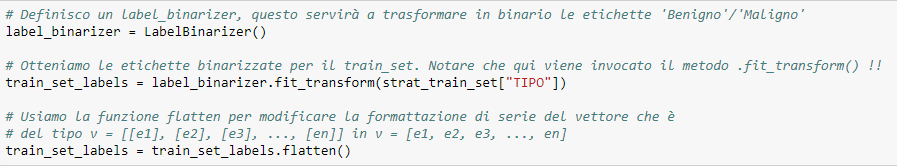 # Definisco un label_binarizer, questo servirà a trasformare in binario le etichette 'Benigno'/'Maligno'
label_binarizer = LabelBinarizer()
# Otteniamo le etichette binarizzate per il train_set. Notare che qui viene invocato il metodo .fit_transform() !!
train_set_labels = label_binarizer.fit_transform(strat_train_set["TIPO"])
# Usiamo la funzione flatten per modificare la formattazione di serie del vettore che è
# del tipo v = [[e1], [e2], [e3], ..., [en]] in v = [e1, e2, e3, ..., en]
train_set_labels = train_set_labels.flatten()